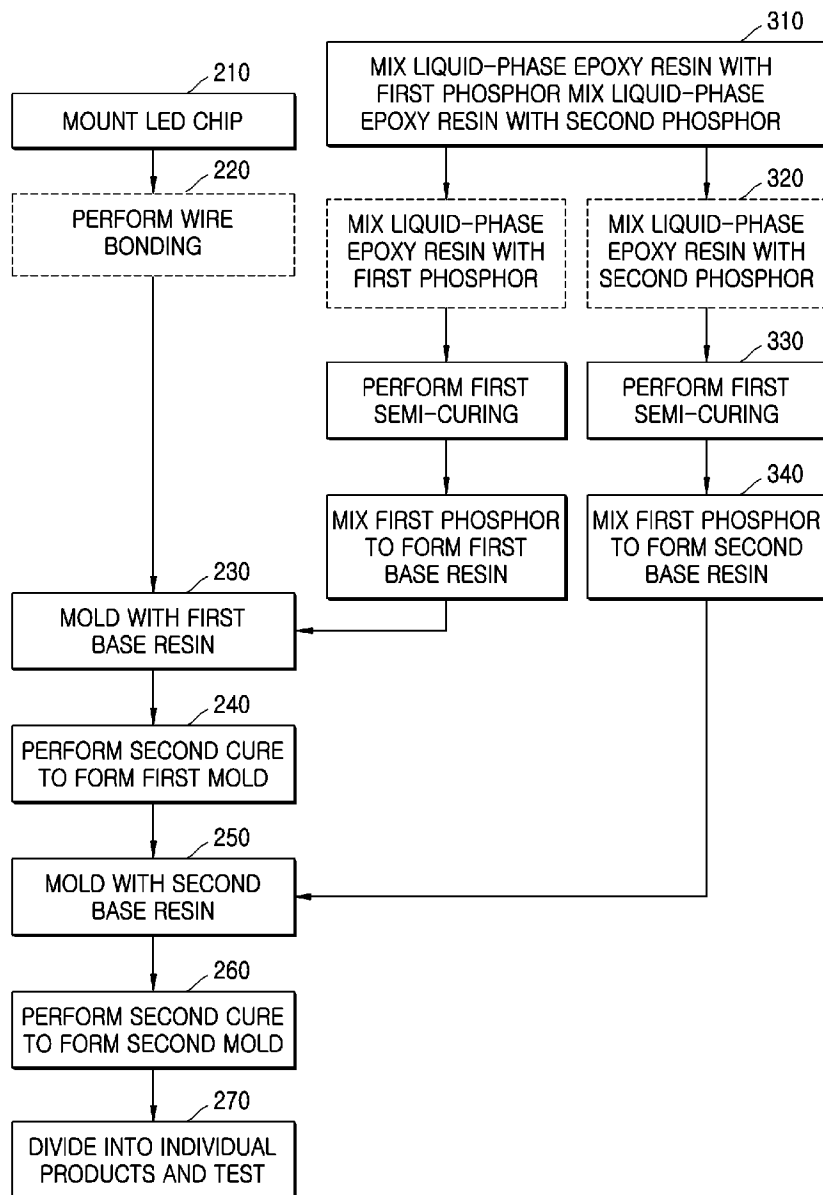 310
MIX LIQUID-PHASE EPOXY RESIN WITH
FIRST PHOSPHOR MIX LIQUID-PHASE
EPOXY RESIN WITH SECOND PHOSPHOR
210
MOUNT LED CHIP
220
PERFORM WIRE
BONDING
MIX LIQUID-PHASE
EPOXY RESIN WITH
FIRST PHOSPHOR
320
MIX LIQUID-PHASE
EPOXY RESIN WITH
SECOND PHOSPHOR
PERFORM FIRST
SEMI-CURING
330
PERFORM FIRST
SEMI-CURING
MIX FIRST PHOSPHOR
TO FORM FIRST
BASE RESIN
340
MIX FIRST PHOSPHOR
TO FORM SECOND
BASE RESIN
230
MOLD WITH FIRST
BASE RESIN
240
PERFORM SECOND CURE
TO FORM FIRST MOLD
250
MOLD WITH SECOND
BASE RESIN
260
PERFORM SECOND CURE
TO FORM SECOND MOLD
270
DIVIDE INTO INDIVIDUAL
PRODUCTS AND TEST